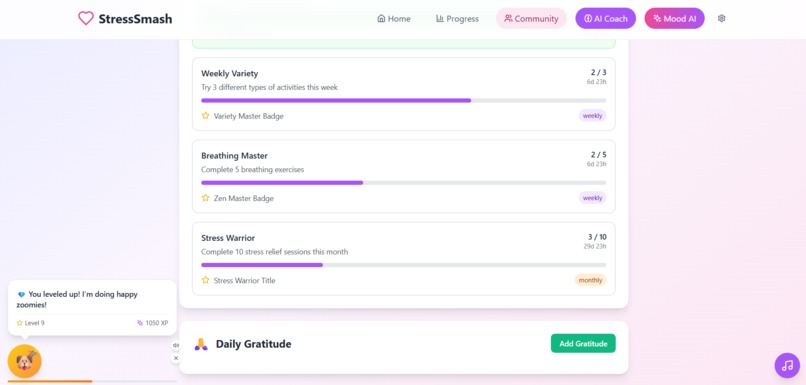 StressSmash
Home
Progress
Community
AI Coach
Mood AI
Weekly Variety
2 / 3
Try 3 different types of activities this week
6d 23h
Variety Master Badge
weekly
Breathing Master
2 / 5
Complete 5 breathing exercises
6d 23h
Zen Master Badge
weekly
Stress Warrior
3 / 10
Complete 10 stress relief sessions this month
29d 23h
Stress Warrior Title
monthly
You leveled up! I'm doing happy
zoomies!
Level 9
1050 XP
Daily Gratitude
Add Gratitude